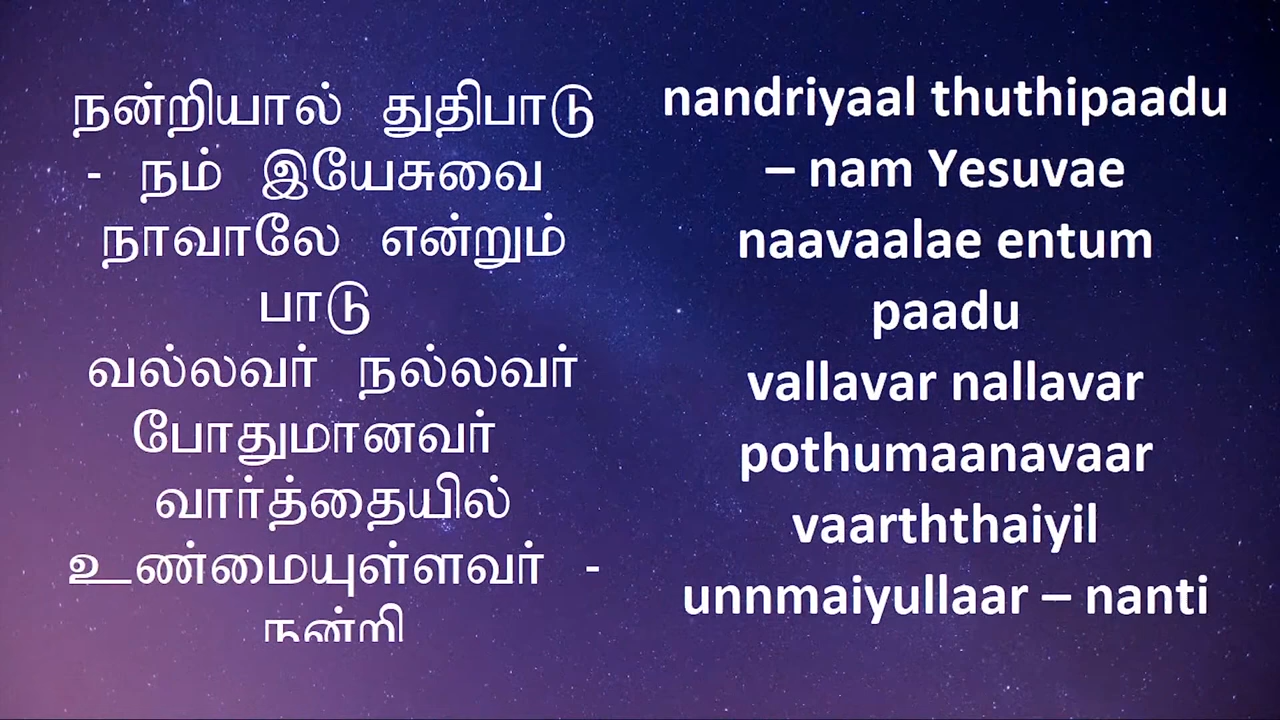 நன்றியால் துதிபாடு
- நம் இயேசுவை
நாவாலே என்றும்
பாடு
வல்லவர் நல்லவர்
போதுமானவர்
வார்த்தையில்
உண்மையுள்ளவர் -
நன்றி
nandriyaal thuthipaadu
– nam Yesuvae
naavaalae entum
paadu
vallavar nallavar
pothumaanavaar
vaarththaiyil
unnmaiyullaar – nanti